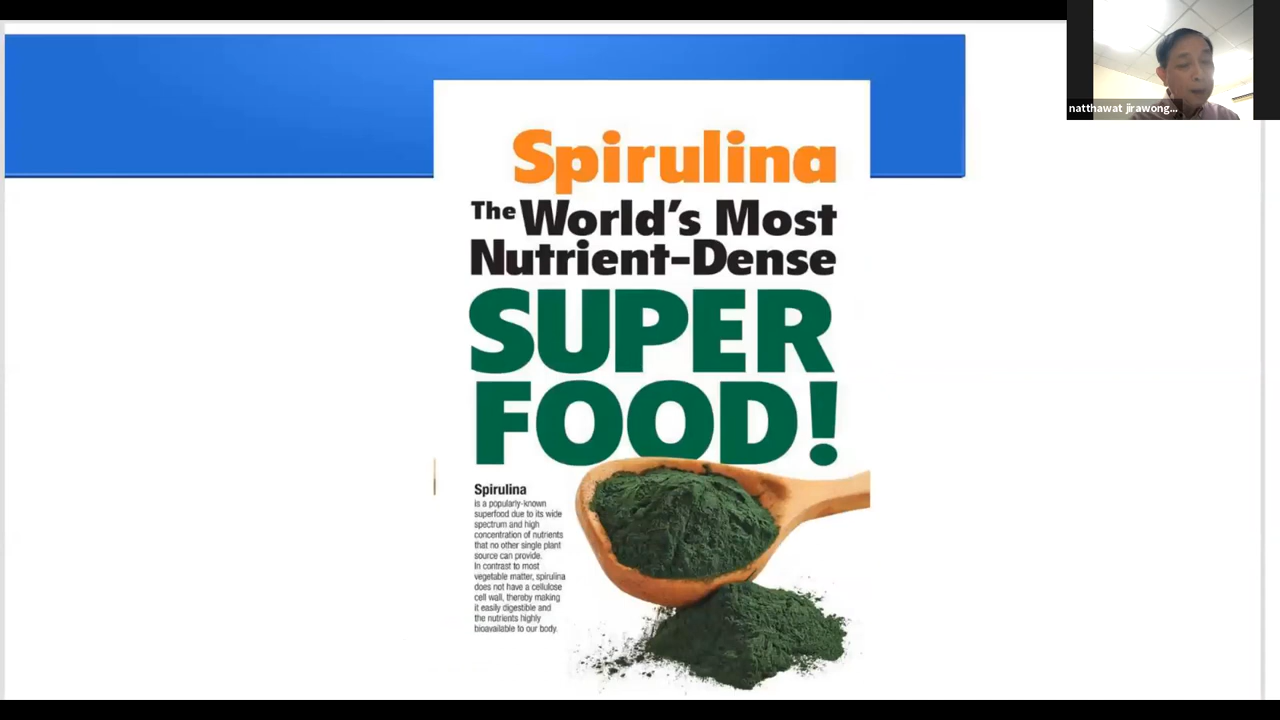 natthawat jirawong...
Spirulina
The World's Most
Nutrient-Dense
SUPER
FOOD!
Spirulina
is a popularly-known
superfood due to its wide
spectrum and high
concentration of nutrients
that no other single plant
source can provide.
In contrast to most
vegetable matter, spirulina
does not have a cellulose
cell wall, thereby making
it easily digestible and
the nutrients highly
bioavailable to our body.